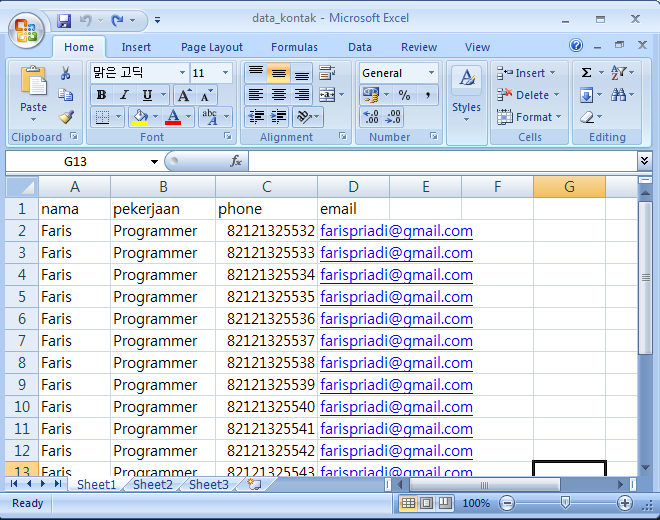 data_kontak - Microsoft Excel
Home Insert Page Layout Formulas Data Review View
맑은 고딕 11 General Insert Σ
Paste B I U A A % , Styles Delete
A abc .00 .0 Format
Clipboard Font Alignment Number Cells Editing
G13 fx
A B C D E F G
1 nama pekerjaan phone email
2 Faris Programmer 82121325532 farispriadi@gmail.com
3 Faris Programmer 82121325533 farispriadi@gmail.com
4 Faris Programmer 82121325534 farispriadi@gmail.com
5 Faris Programmer 82121325535 farispriadi@gmail.com
6 Faris Programmer 82121325536 farispriadi@gmail.com
7 Faris Programmer 82121325537 farispriadi@gmail.com
8 Faris Programmer 82121325538 farispriadi@gmail.com
9 Faris Programmer 82121325539 farispriadi@gmail.com
10 Faris Programmer 82121325540 farispriadi@gmail.com
11 Faris Programmer 82121325541 farispriadi@gmail.com
12 Faris Programmer 82121325542 farispriadi@gmail.com
13 Faris Programmer 82121325543 farispriadi@gmail.com
Sheet1 Sheet2 Sheet3
Ready 100%